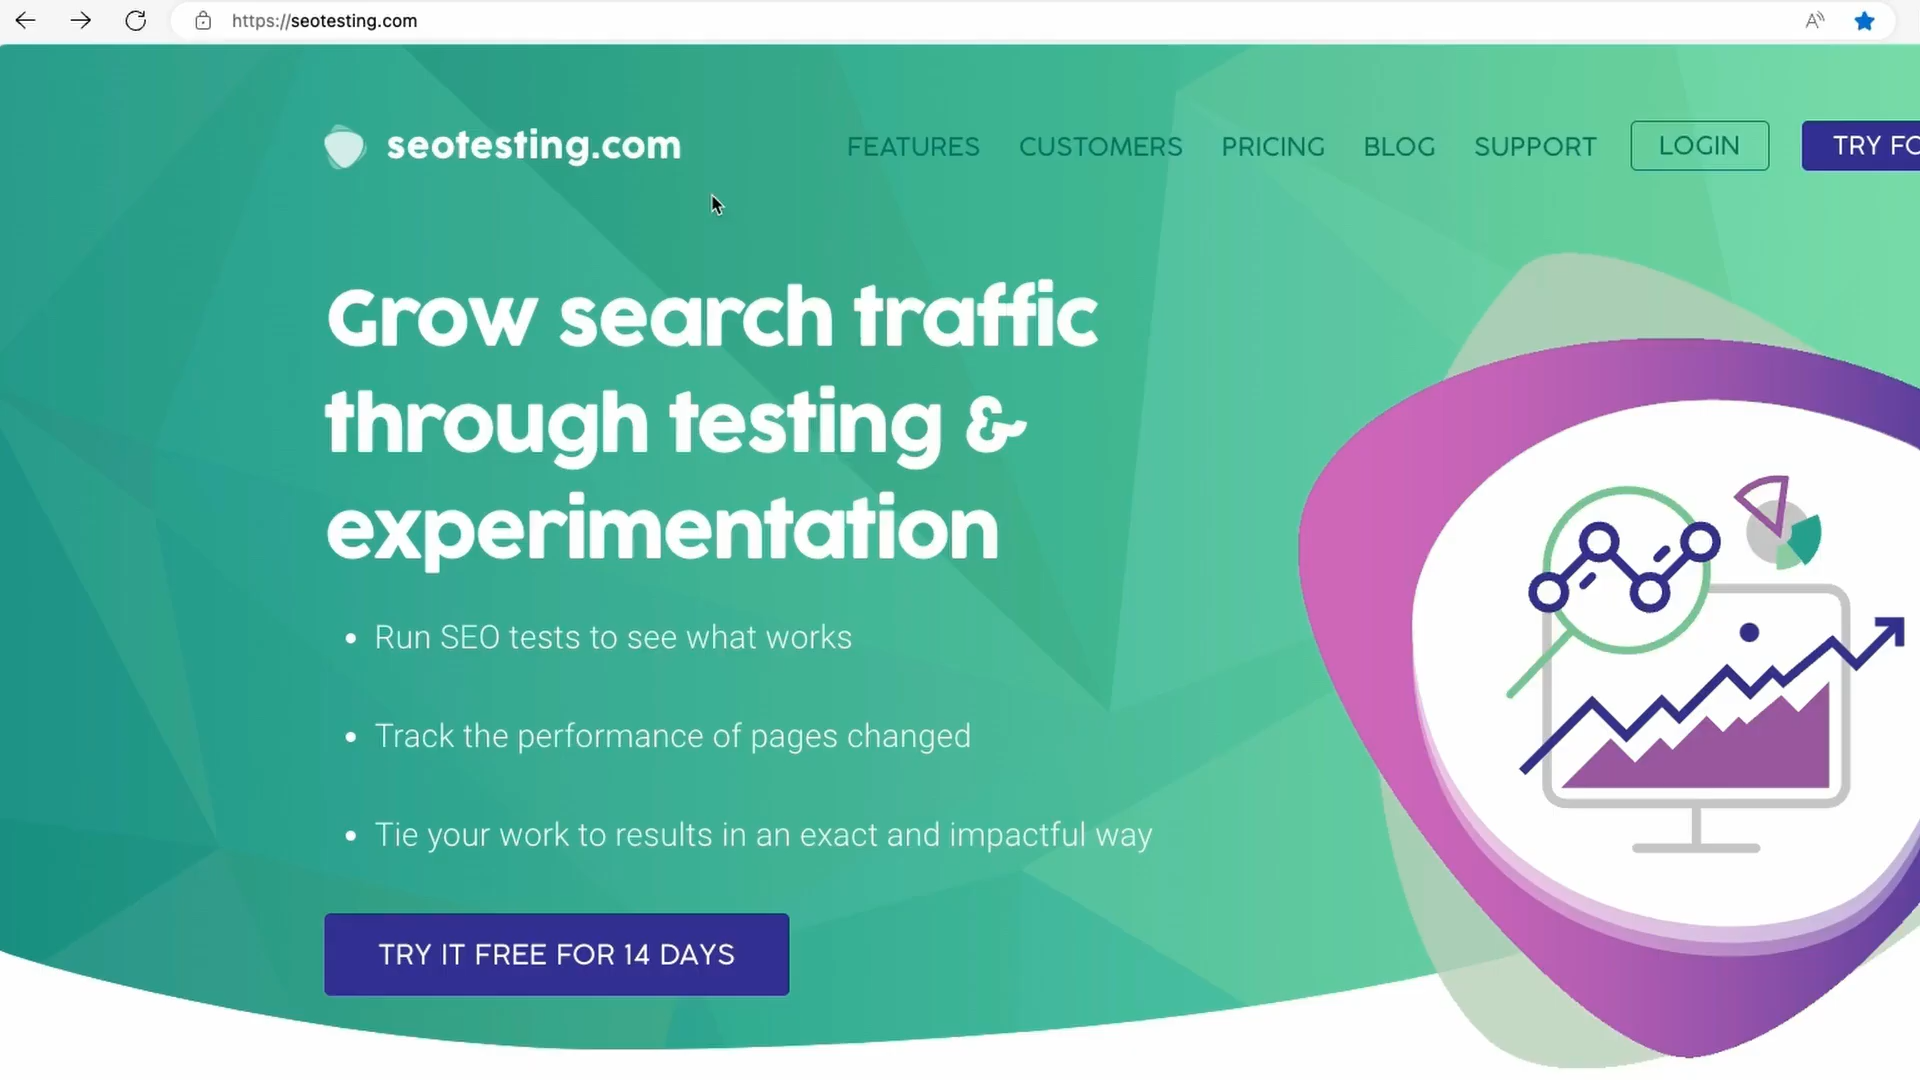 https://seotesting.com
seotesting.com
FEATURES CUSTOMERS PRICING BLOG SUPPORT LOGIN TRY FO
Grow search traffic
through testing &
experimentation
Run SEO tests to see what works
Track the performance of pages changed
Tie your work to results in an exact and impactful way
TRY IT FREE FOR 14 DAYS